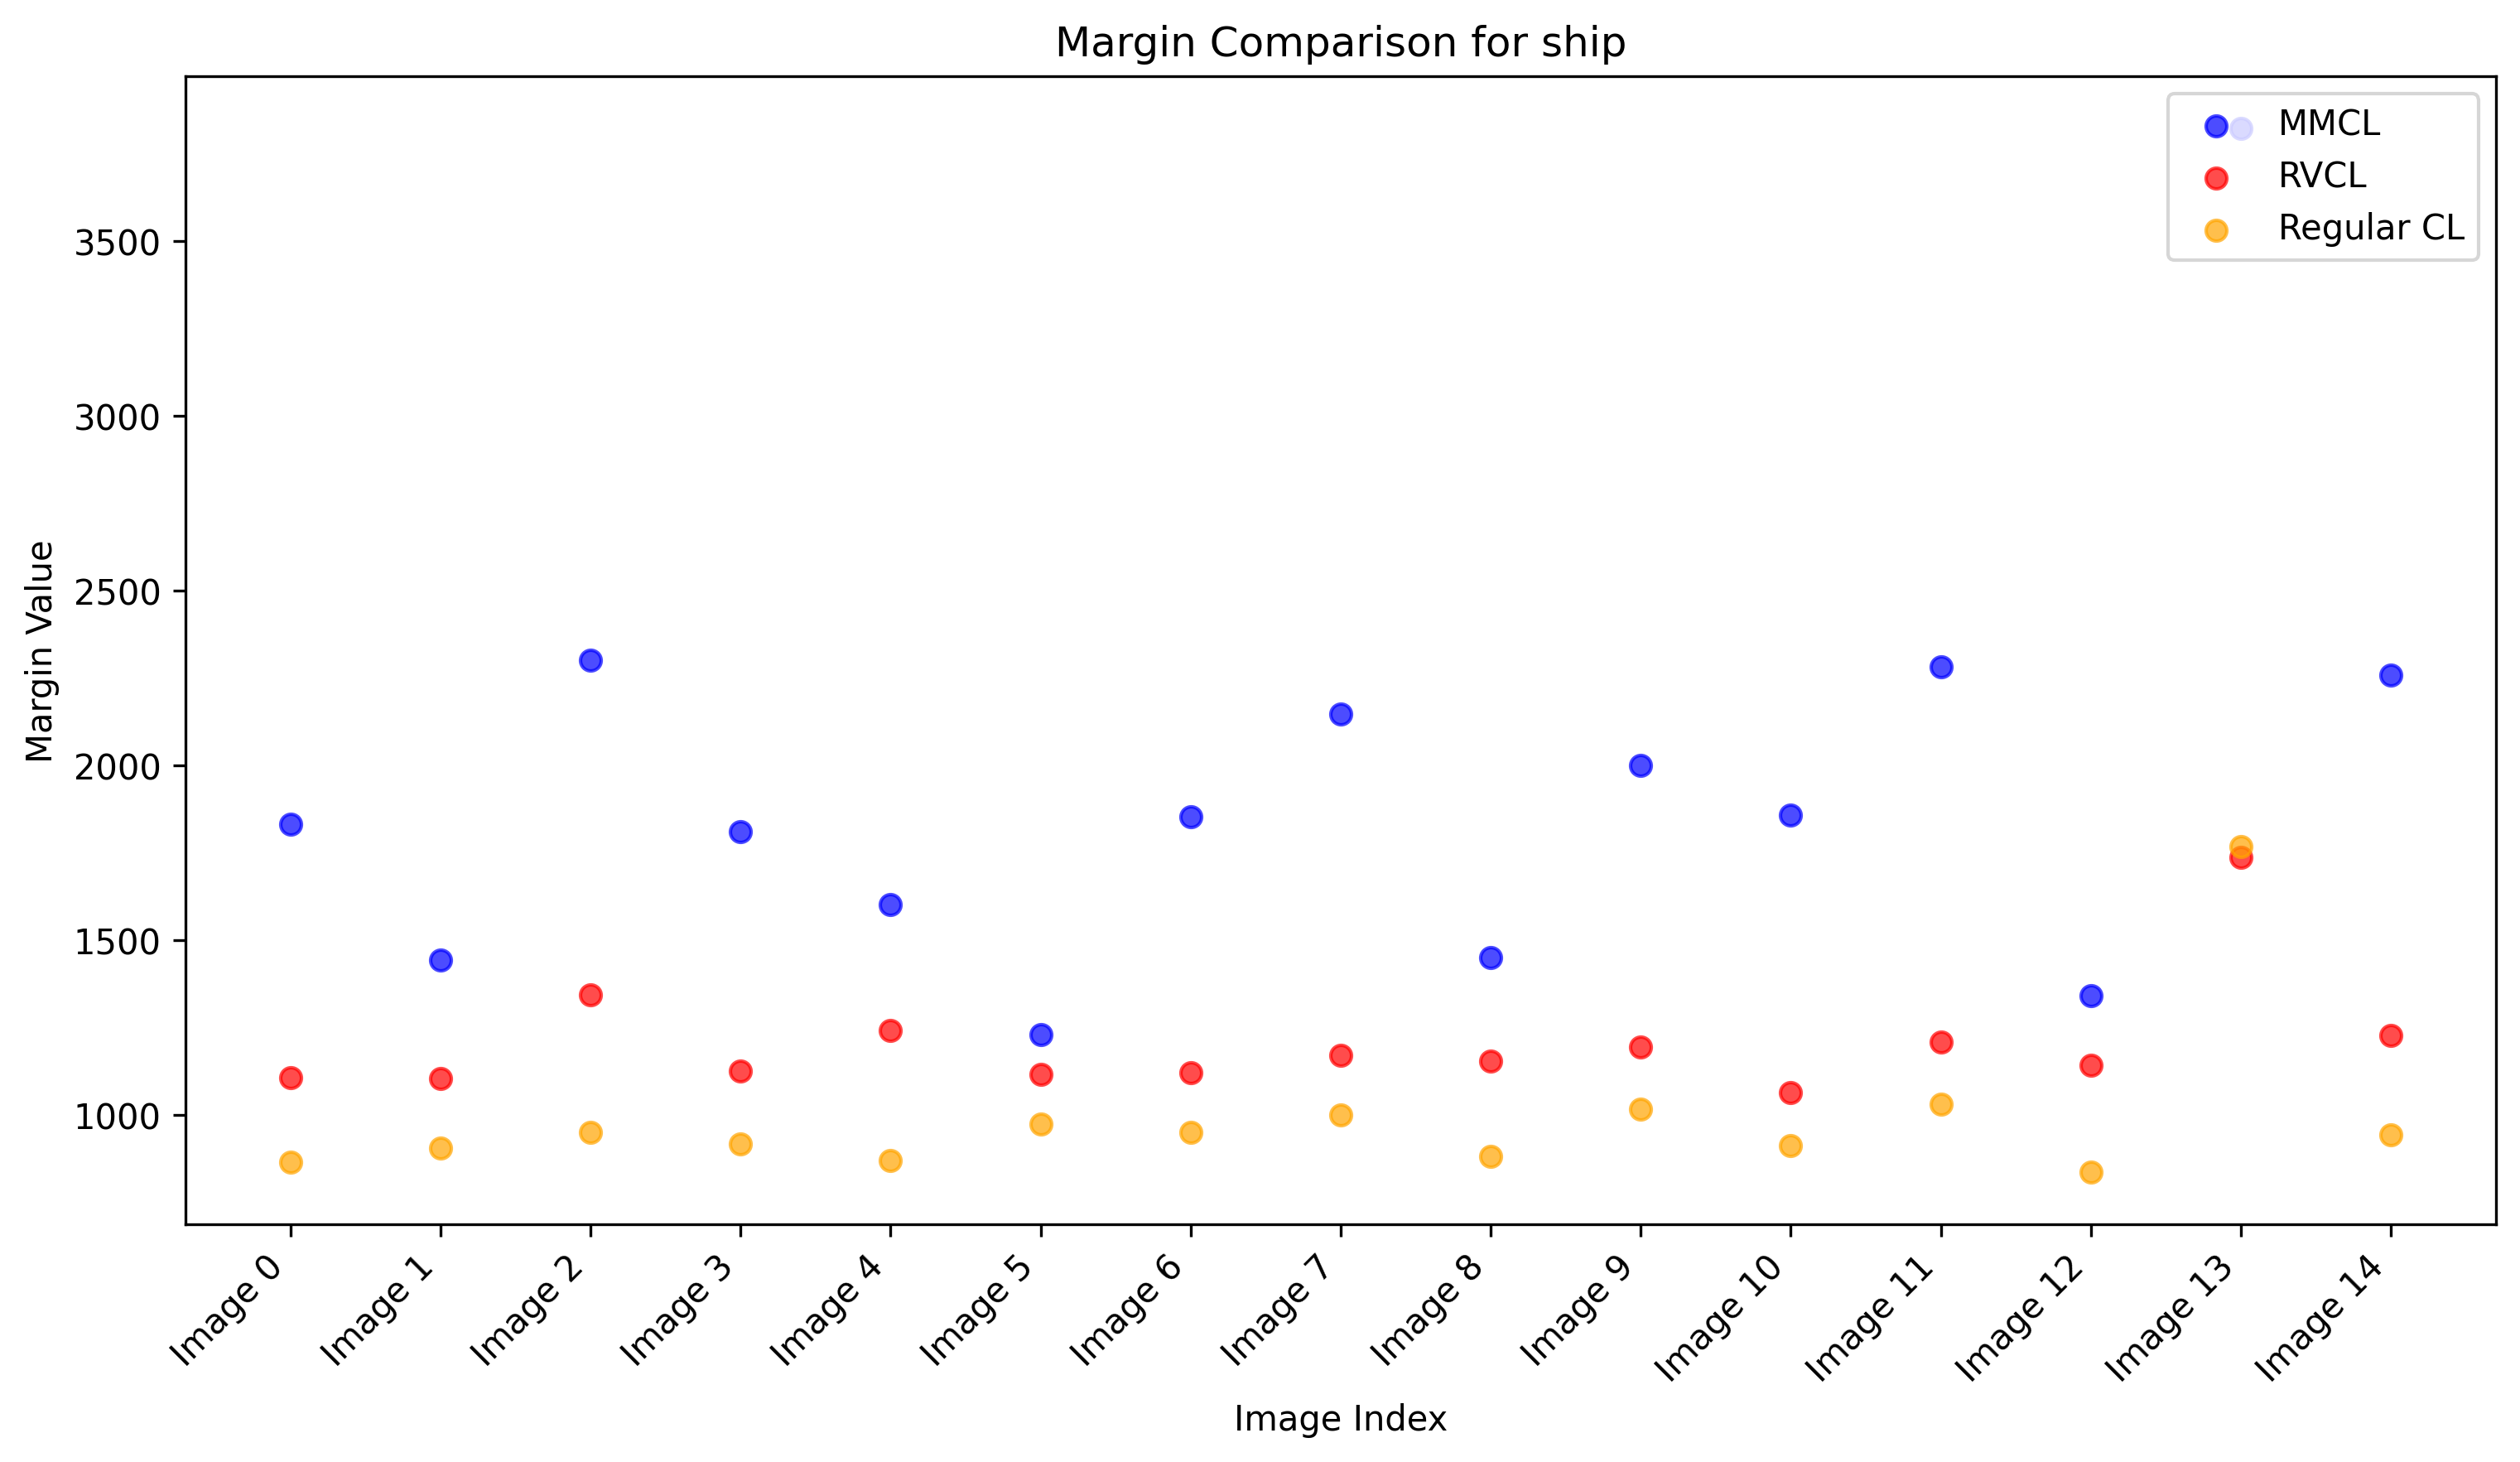 Margin Comparison for ship
MMCL
RVCL
Regular CL
Margin Value
3500
3000
2500
2000
1500
1000
Image 0
Image 1
Image 2
Image 3
Image 4
Image 5
Image 6
Image 7
Image 8
Image 9
Image 10
Image 11
Image 12
Image 13
Image 14
Image Index